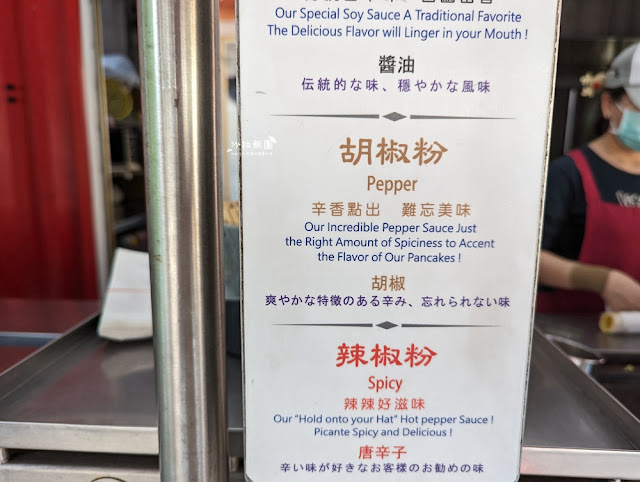 Our Special Soy Sauce A Traditional Favorite
The Delicious Flavor will Linger in your Mouth !
醬油
伝統的な味、穏やかな風味
胡椒粉
Pepper
辛香點出 難忘美味
Our Incredible Pepper Sauce Just
the Right Amount of Spiciness to Accent
the Flavor of Our Pancakes !
胡椒
爽やかな特徴のある辛み、忘れられない味
辣椒粉
Spicy
辣辣好滋味
Our "Hold onto your Hat" Hot pepper Sauce !
Picante Spicy and Delicious !
唐辛子
辛い味が好きなお客様のお勧めの味